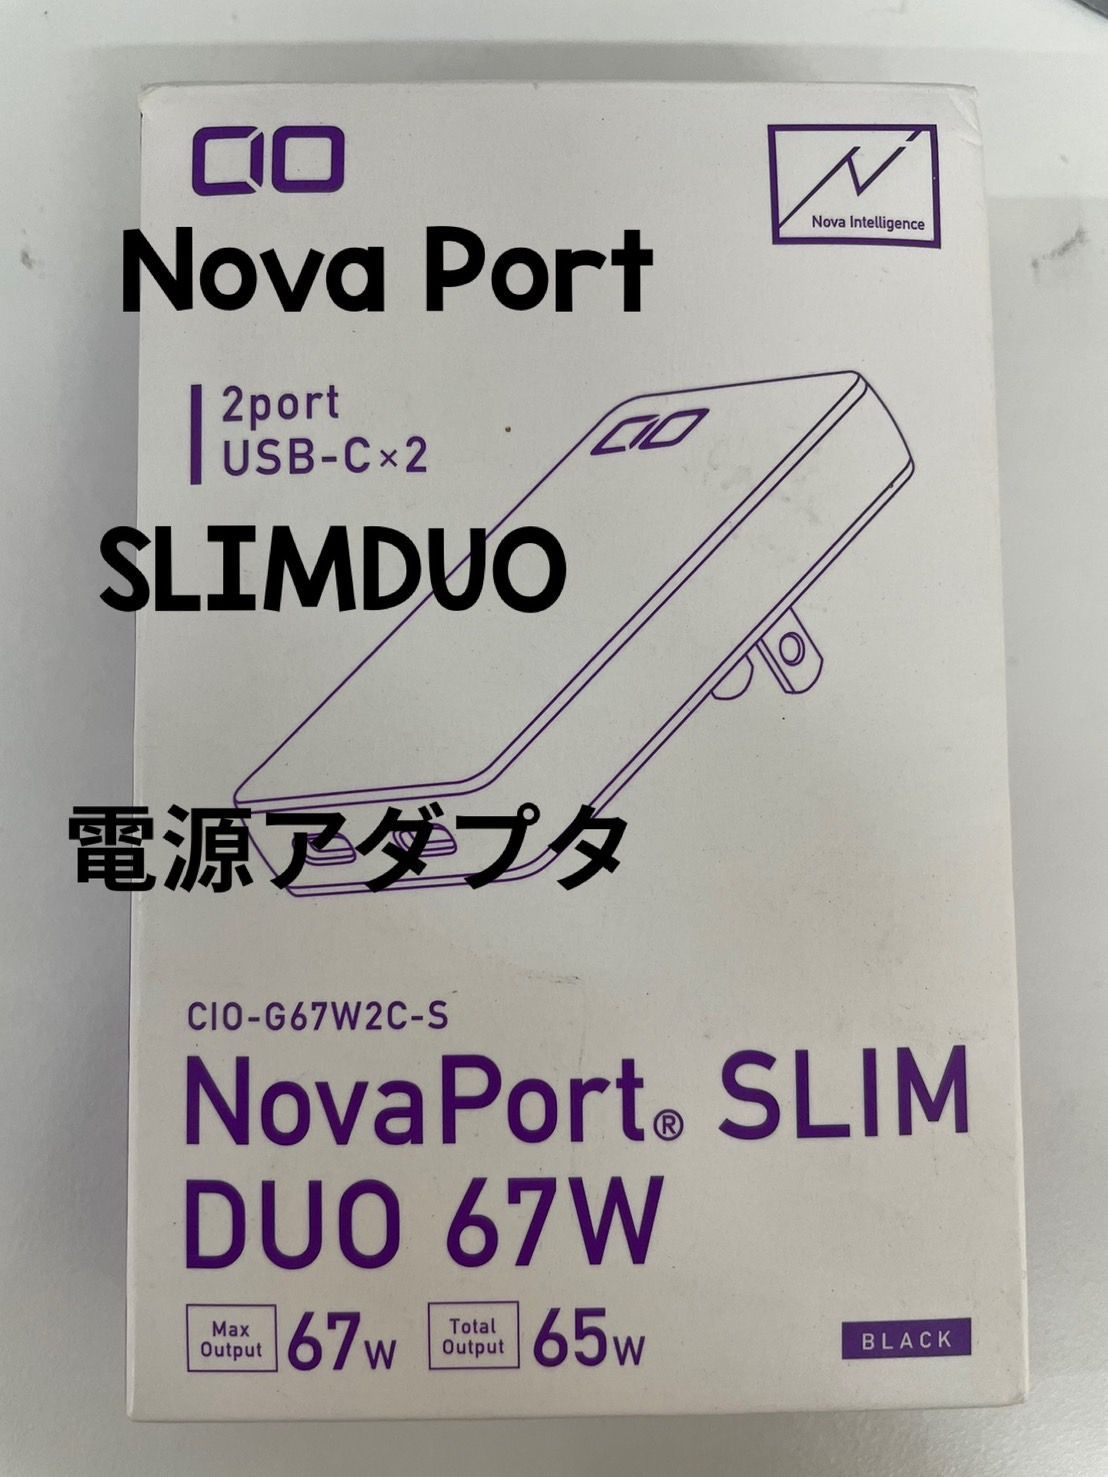 CIO
Nova Intelligence
Nova Port
2port
USB-C×2
CIO
SLIMDUO
電源アダプタ
CIO-G67W2C-S
NovaPort® SLIM
DUO 67W
Max Output 67W Total Output 65W
BLACK